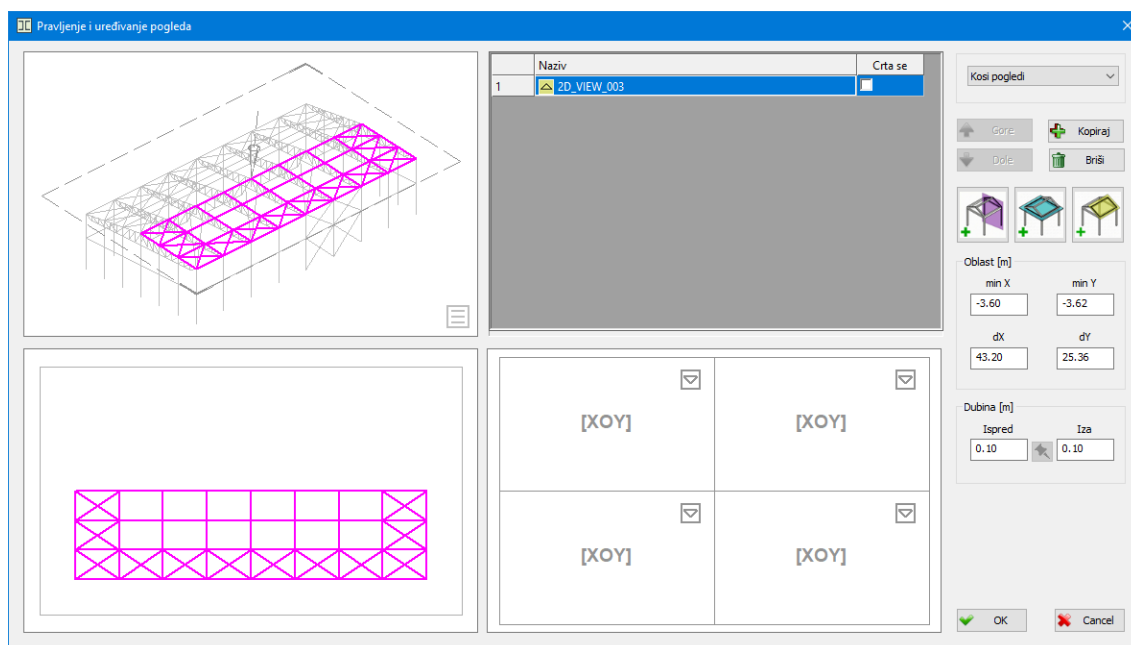 Pravljenje i uređivanje pogleda
Naziv
Crta se
1
2D_VIEW_003
Kosi pogledi
Gore
Kopiraj
Dole
Briši
Oblast [m]
min X
min Y
-3.60
-3.62
dX
dY
43.20
25.36
Dubina [m]
Ispred
Iza
0.10
0.10
[XOY]
[XOY]
[XOY]
[XOY]
OK
Cancel